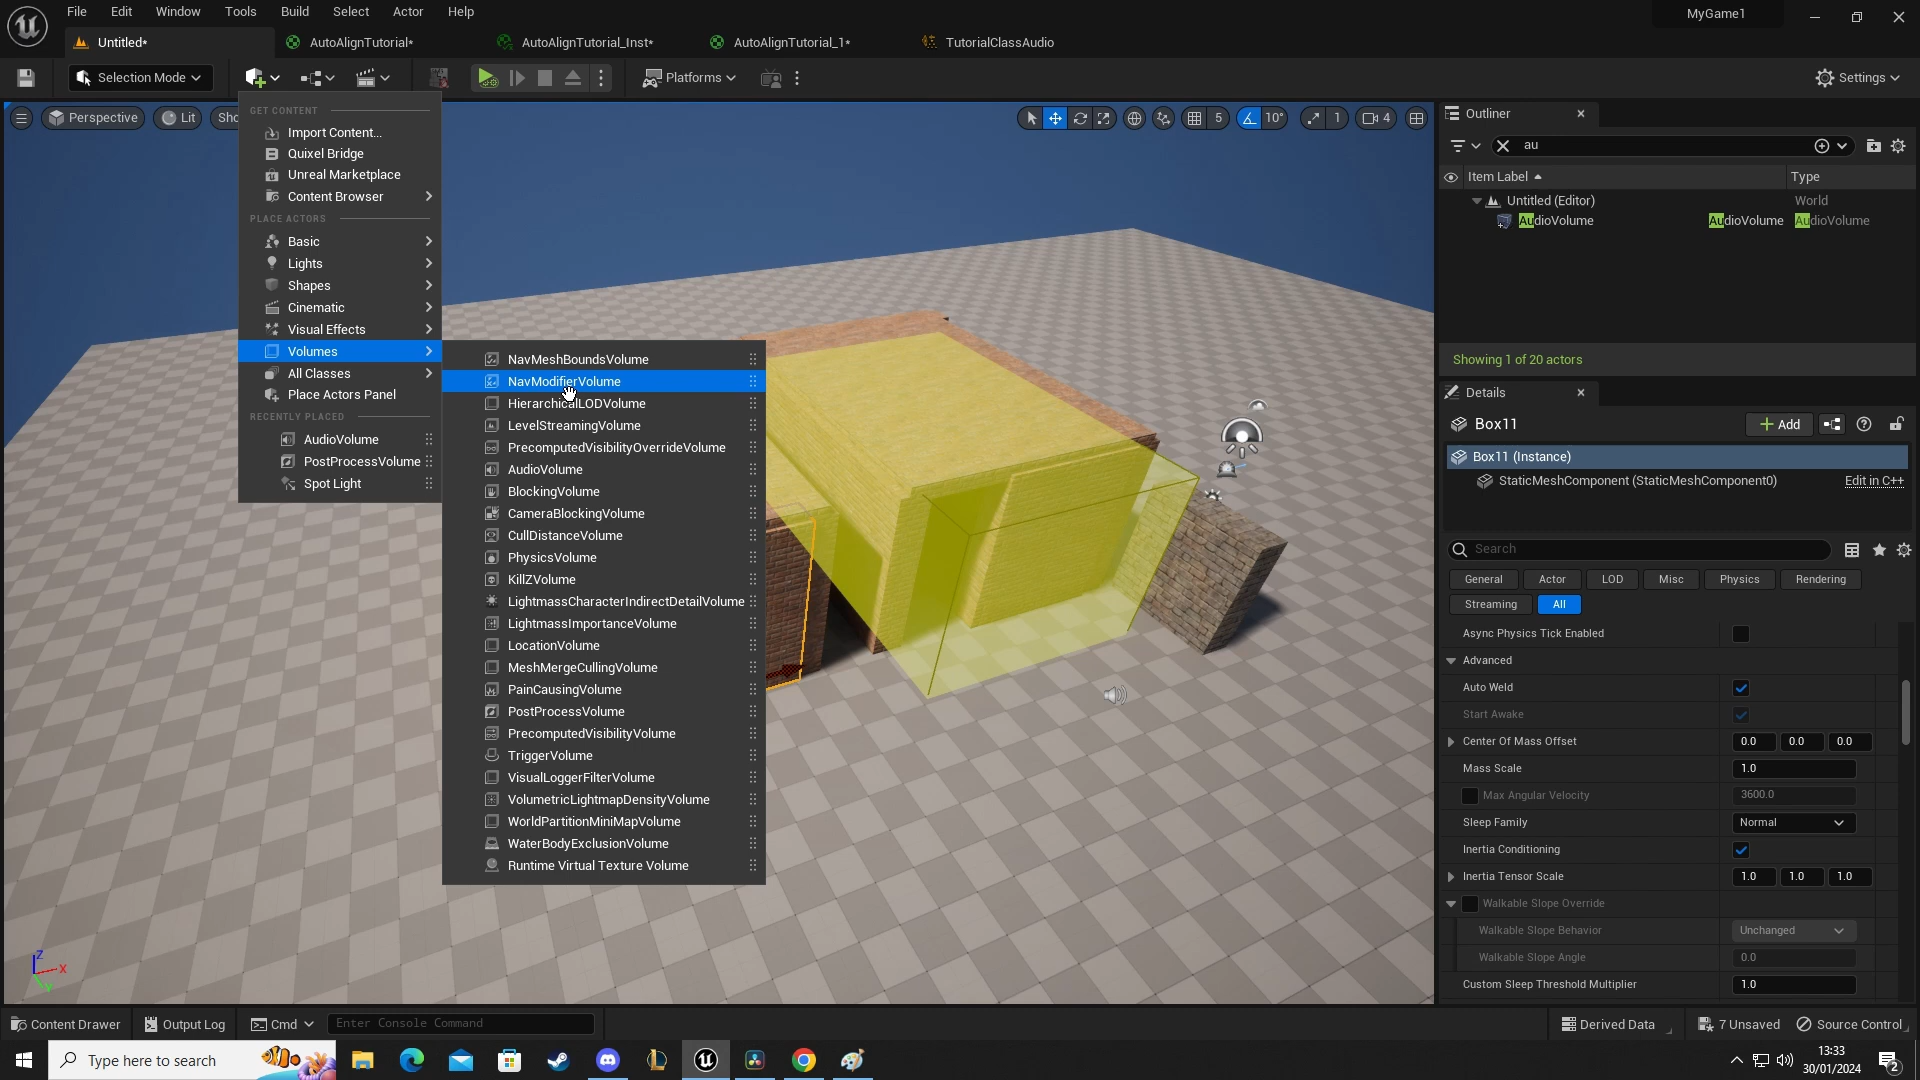 File Edit Window Tools Build Select Actor Help
MyGame1
Untitled* AutoAlignTutorial* AutoAlignTutorial_Inst* AutoAlignTutorial_1* TutorialClassAudio
Selection Mode Platforms Settings
Perspective Lit Sho 5 10° 1 4
GET CONTENT
Import Content...
Quixel Bridge
Unreal Marketplace
Content Browser
PLACE ACTORS
Basic
Lights
Shapes
Cinematic
Visual Effects
Volumes
All Classes
Place Actors Panel
RECENTLY PLACED
AudioVolume
PostProcessVolume
Spot Light
NavMeshBoundsVolume
NavModifierVolume
HierarchicalLODVolume
LevelStreamingVolume
PrecomputedVisibilityOverrideVolume
AudioVolume
BlockingVolume
CameraBlockingVolume
CullDistanceVolume
PhysicsVolume
KillZVolume
LightmassCharacterIndirectDetailVolume
LightmassImportanceVolume
LocationVolume
MeshMergeCullingVolume
PainCausingVolume
PostProcessVolume
PrecomputedVisibilityVolume
TriggerVolume
VisualLoggerFilterVolume
VolumetricLightmapDensityVolume
WorldPartitionMiniMapVolume
WaterBodyExclusionVolume
Runtime Virtual Texture Volume
Z X Y
Outliner
au
Item Label Type
Untitled (Editor) World
AudioVolume AudioVolume AudioVolume
Showing 1 of 20 actors
Details
Box11 Add
Box11 (Instance)
StaticMeshComponent (StaticMeshComponent0) Edit in C++
Search
General Actor LOD Misc Physics Rendering
Streaming All
Async Physics Tick Enabled
Advanced
Auto Weld
Start Awake
Center Of Mass Offset 0.0 0.0 0.0
Mass Scale 1.0
Max Angular Velocity 3600.0
Sleep Family Normal
Inertia Conditioning
Inertia Tensor Scale 1.0 1.0 1.0
Walkable Slope Override
Walkable Slope Behavior Unchanged
Walkable Slope Angle 0.0
Custom Sleep Threshold Multiplier 1.0
Content Drawer Output Log Cmd Enter Console Command Derived Data 7 Unsaved Source Control
Type here to search
13:33
30/01/2024
2